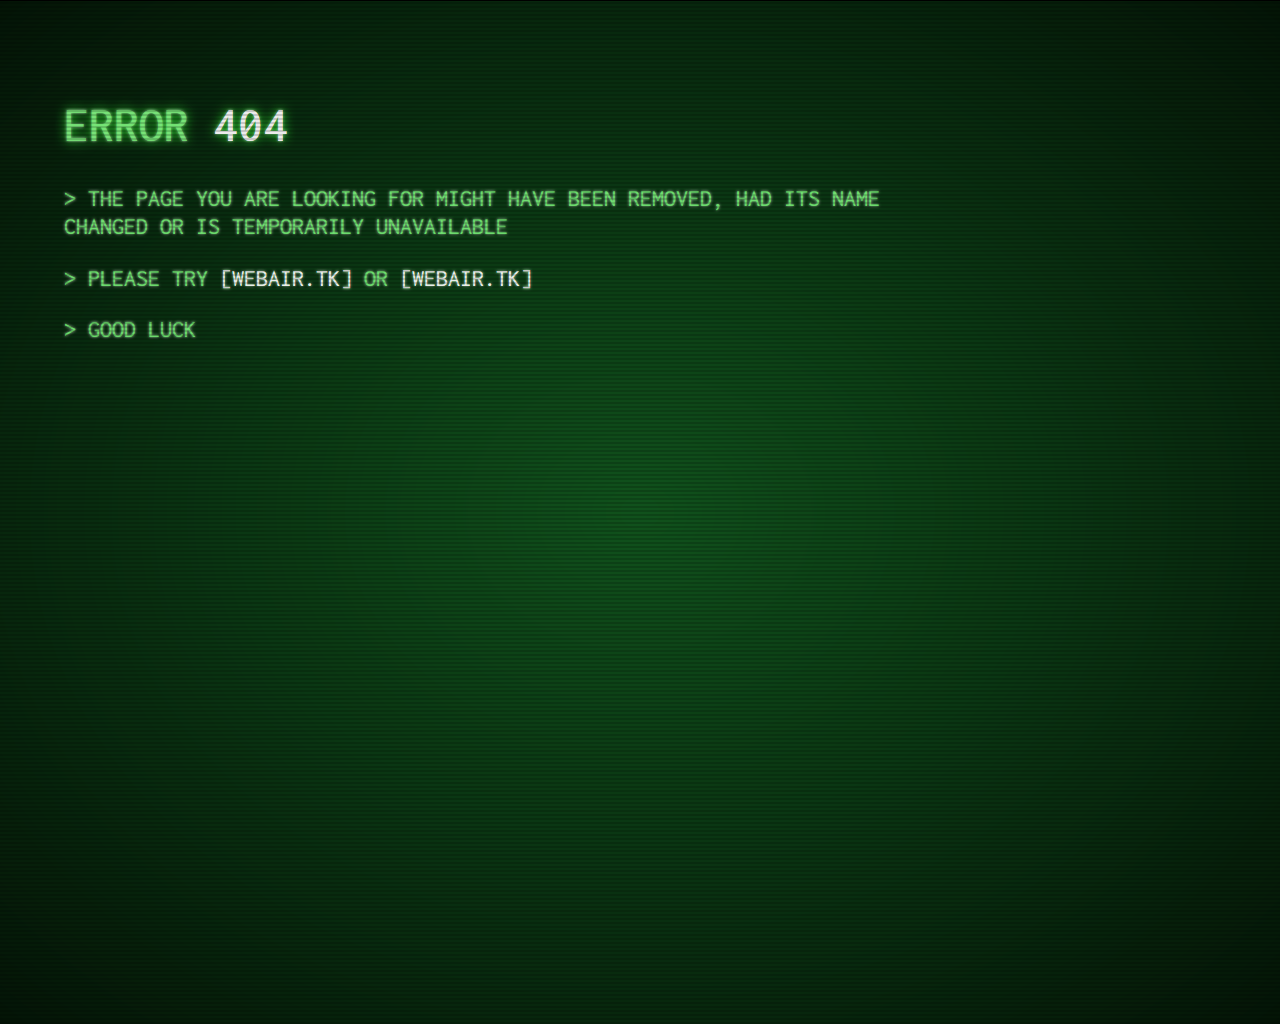 ERROR 404
> THE PAGE YOU ARE LOOKING FOR MIGHT HAVE BEEN REMOVED, HAD ITS NAME
CHANGED OR IS TEMPORARILY UNAVAILABLE
> PLEASE TRY [WEBAIR.TK] OR [WEBAIR.TK]
> GOOD LUCK